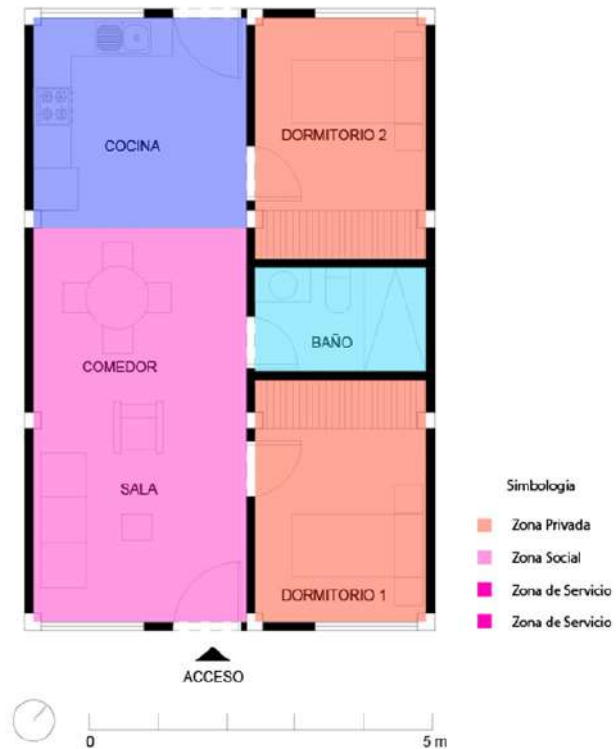 COCINA
DORMITORIO 2
BAÑO
COMEDOR
SALA
DORMITORIO 1
ACCESO
Simbología
Zona Privada
Zona Social
Zona de Servicio
Zona de Servicio
0
5 m